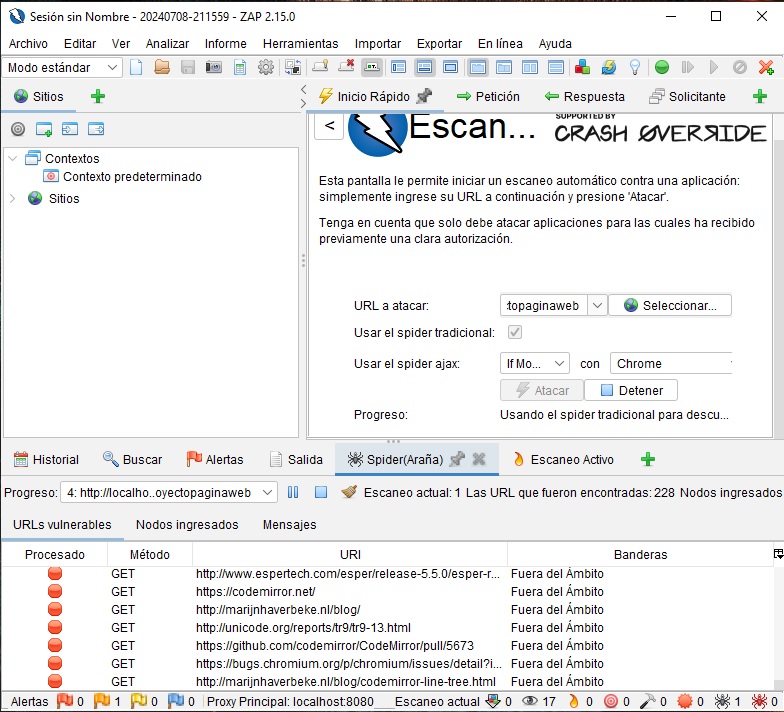 Sesión sin Nombre - 20240708-211559 - ZAP 2.15.0
Archivo Editar Ver Analizar Informe Herramientas Importar Exportar En línea Ayuda
Modo estándar
Sitios
Inicio Rápido Petición Respuesta Solicitante
< Escan... SUPPORTED BY
CRASH OVERRIDE
Contextos
Contexto predeterminado
Sitios
Esta pantalla le permite iniciar un escaneo automático contra una aplicación:
simplemente ingrese su URL a continuación y presione 'Atacar'.
Tenga en cuenta que solo debe atacar aplicaciones para las cuales ha recibido
previamente una clara autorización.
URL a atacar: topaginaweb Seleccionar...
Usar el spider tradicional:
Usar el spider ajax: If Mo... con Chrome
Atacar Detener
Progreso: Usando el spider tradicional para descu...
Historial Buscar Alertas Salida Spider(Araña) Escaneo Activo
Progreso: 4: http://localho..oyectopaginaweb Escaneo actual: 1 Las URL que fueron encontradas: 228 Nodos ingresados
URLs vulnerables Nodos ingresados Mensajes
Procesado Método URI Banderas
GET http://www.espertech.com/esper/release-5.5.0/esper-r... Fuera del Ámbito
GET https://codemirror.net/ Fuera del Ámbito
GET http://marijnhaverbeke.nl/blog/ Fuera del Ámbito
GET http://unicode.org/reports/tr9/tr9-13.html Fuera del Ámbito
GET https://github.com/codemirror/CodeMirror/pull/5673 Fuera del Ámbito
GET https://bugs.chromium.org/p/chromium/issues/detail?i... Fuera del Ámbito
GET http://marijnhaverbeke.nl/blog/codemirror-line-tree.html Fuera del Ámbito
Alertas 0 1 0 0 Proxy Principal: localhost:8080 Escaneo actual 0 17 0 0 0 0 1 0